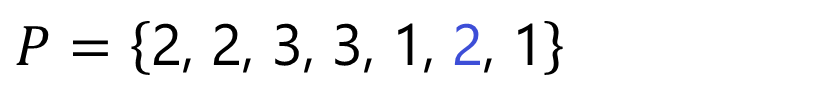 P = {2, 2, 3, 3, 1, 2, 1}